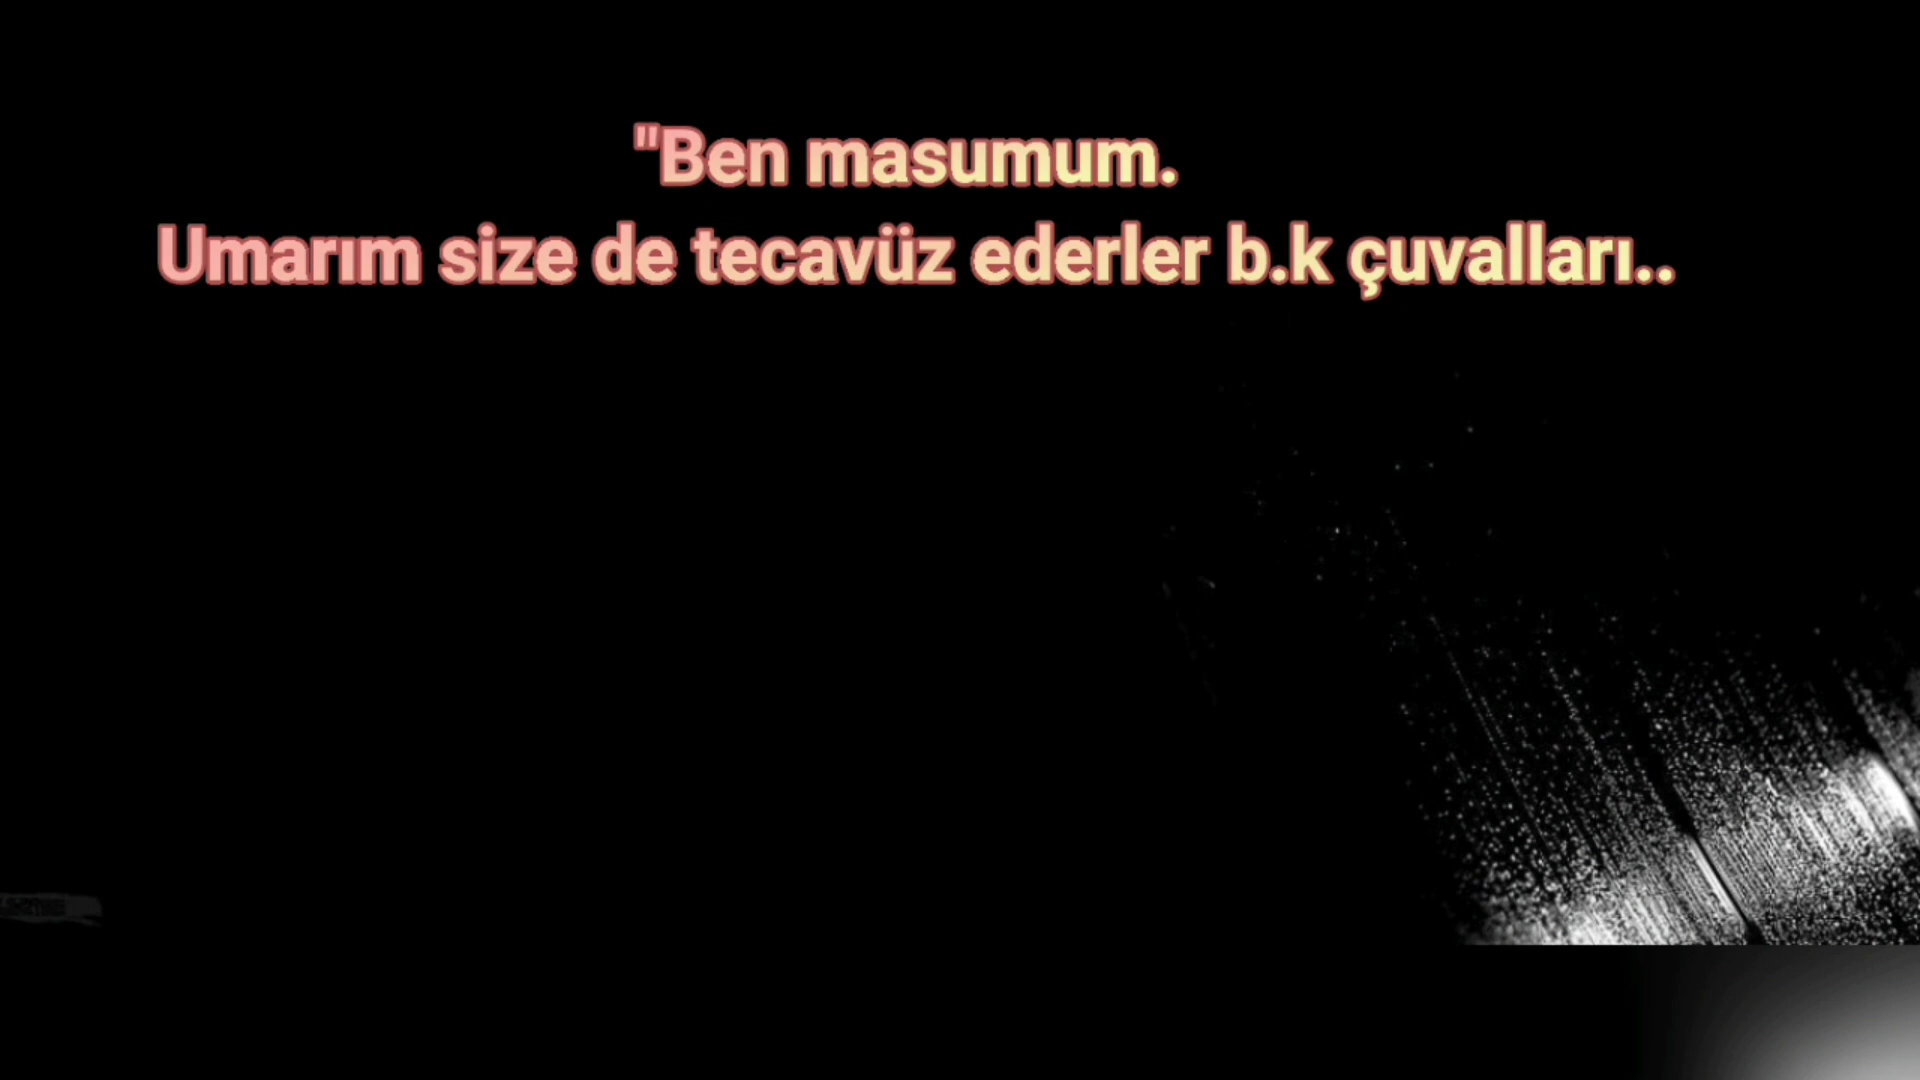 "Ben masumum.
Umarım size de tecavüz ederler b.k çuvalları..